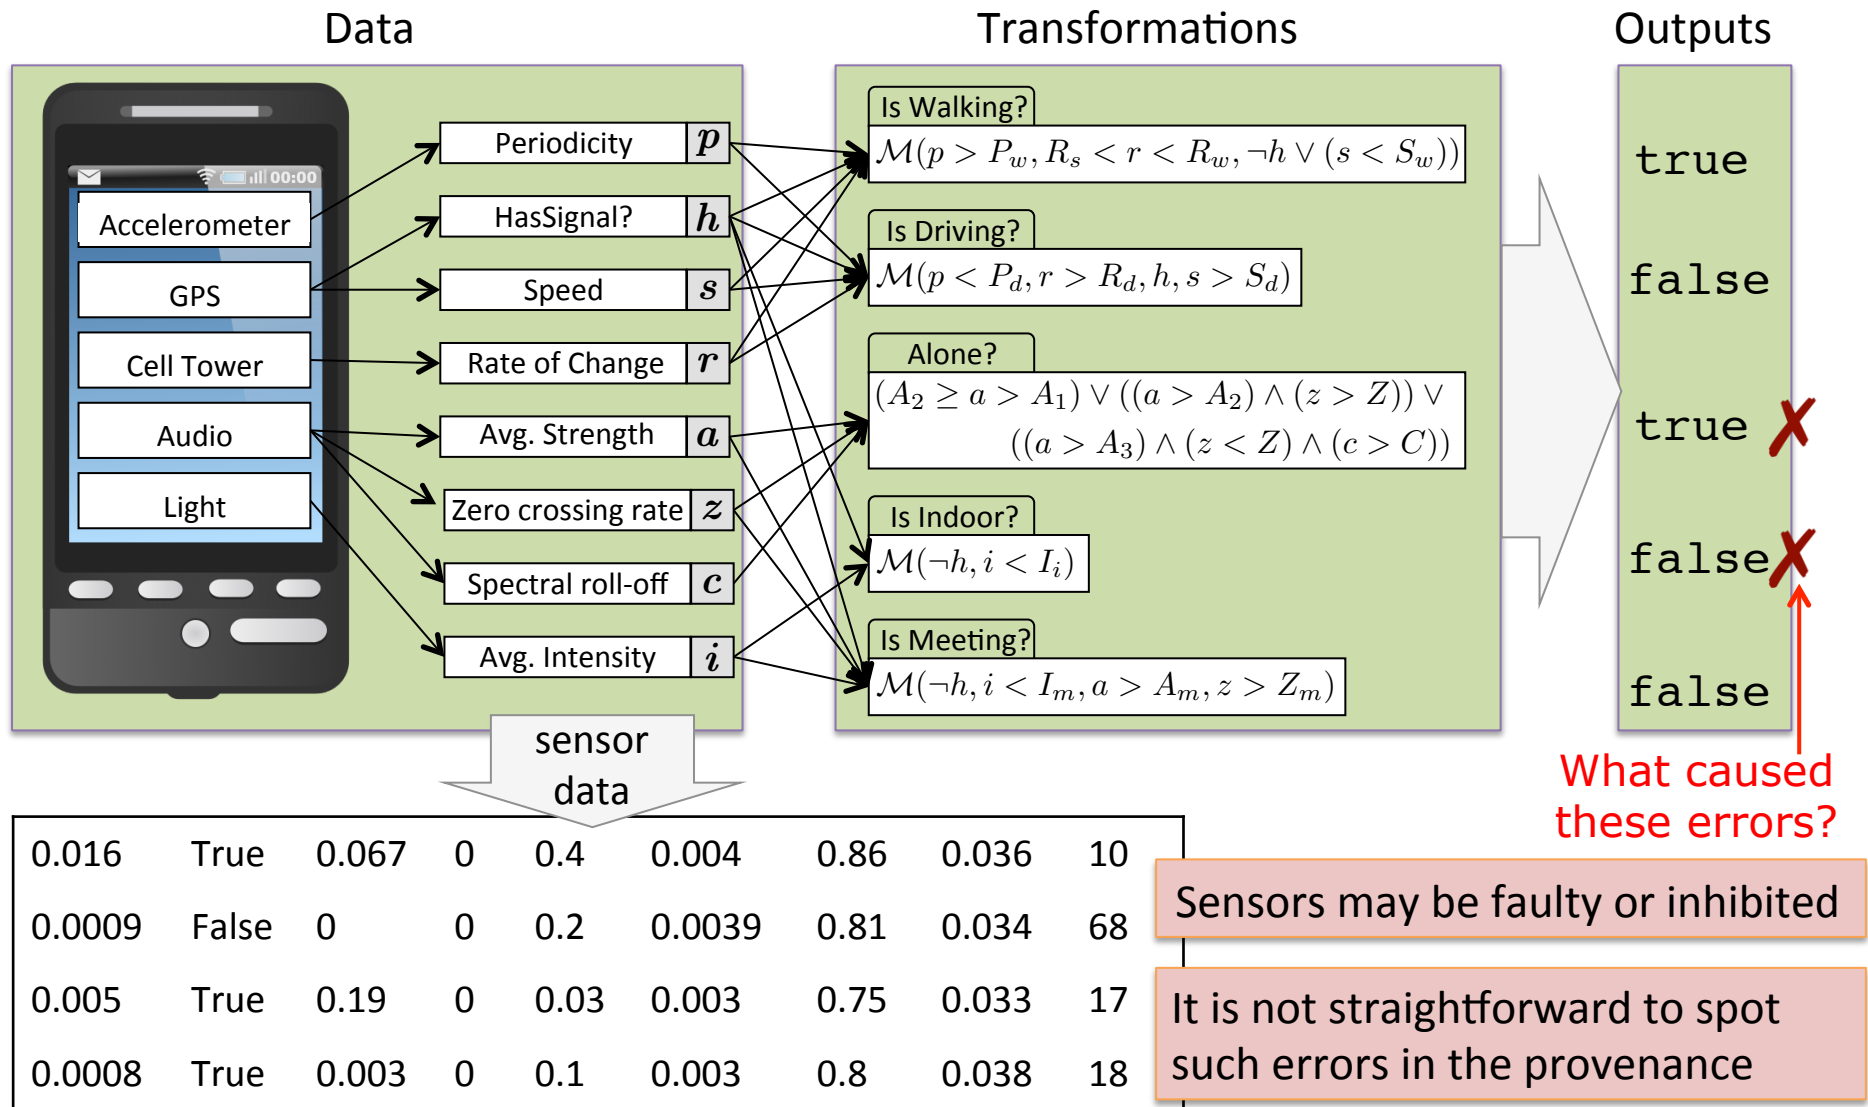 Data
Transformations
Outputs
00:00
Accelerometer
GPS
Cell Tower
Audio
Light
Periodicity p
HasSignal? h
Speed s
Rate of Change r
Avg. Strength a
Zero crossing rate z
Spectral roll-off c
Avg. Intensity i
Is Walking?
ℳ(p > P_w, R_s < r < R_w, ¬h ∨ (s < S_w))
Is Driving?
ℳ(p < P_d, r > R_d, h, s > S_d)
Alone?
(A_2 ≥ a > A_1) ∨ ((a > A_2) ∧ (z > Z)) ∨
((a > A_3) ∧ (z < Z) ∧ (c > C))
Is Indoor?
ℳ(¬h, i < I_i)
Is Meeting?
ℳ(¬h, i < I_m, a > A_m, z > Z_m)
true
false
true ✗
false ✗
false
What caused
these errors?
sensor
data
0.016 True 0.067 0 0.4 0.004 0.86 0.036 10
0.0009 False 0 0 0.2 0.0039 0.81 0.034 68
0.005 True 0.19 0 0.03 0.003 0.75 0.033 17
0.0008 True 0.003 0 0.1 0.003 0.8 0.038 18
Sensors may be faulty or inhibited
It is not straightforward to spot
such errors in the provenance